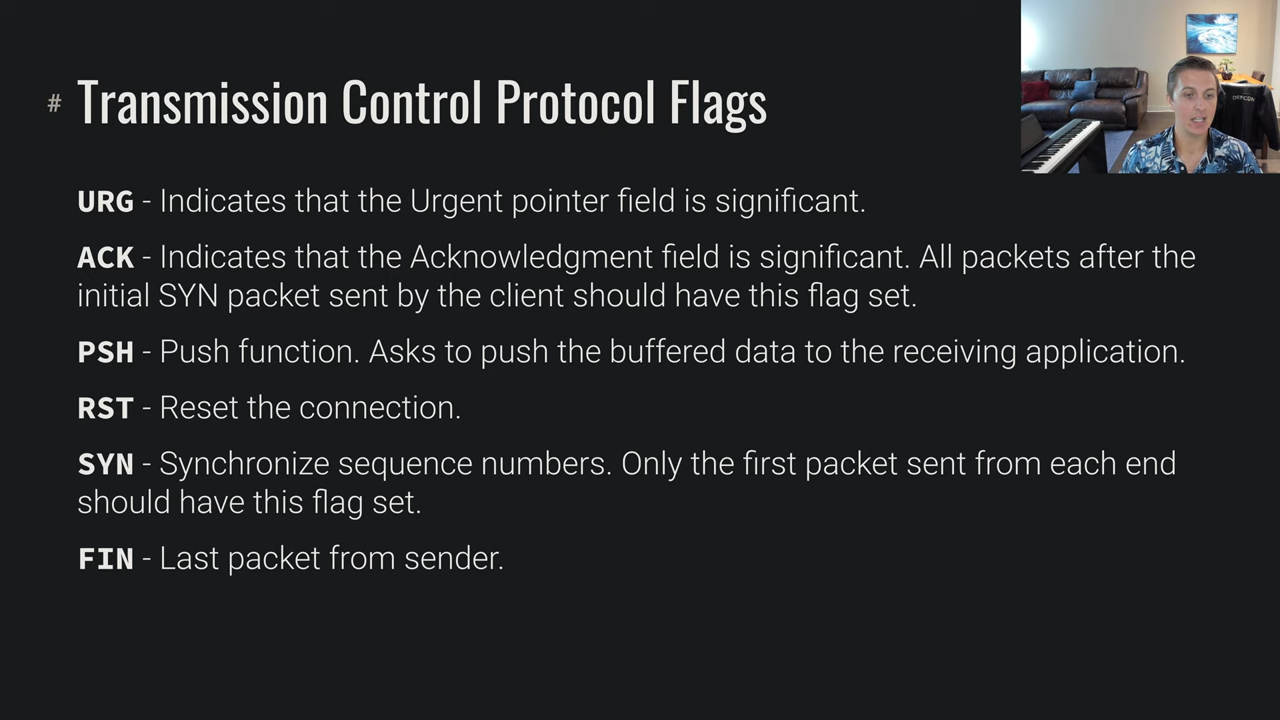 # Transmission Control Protocol Flags
DEFCON
URG - Indicates that the Urgent pointer field is significant.
ACK - Indicates that the Acknowledgment field is significant. All packets after the
initial SYN packet sent by the client should have this flag set.
PSH - Push function. Asks to push the buffered data to the receiving application.
RST - Reset the connection.
SYN - Synchronize sequence numbers. Only the first packet sent from each end
should have this flag set.
FIN - Last packet from sender.